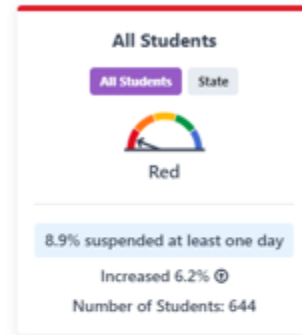 All Students
All Students State
Red
8.9% suspended at least one day
Increased 6.2%
Number of Students: 644